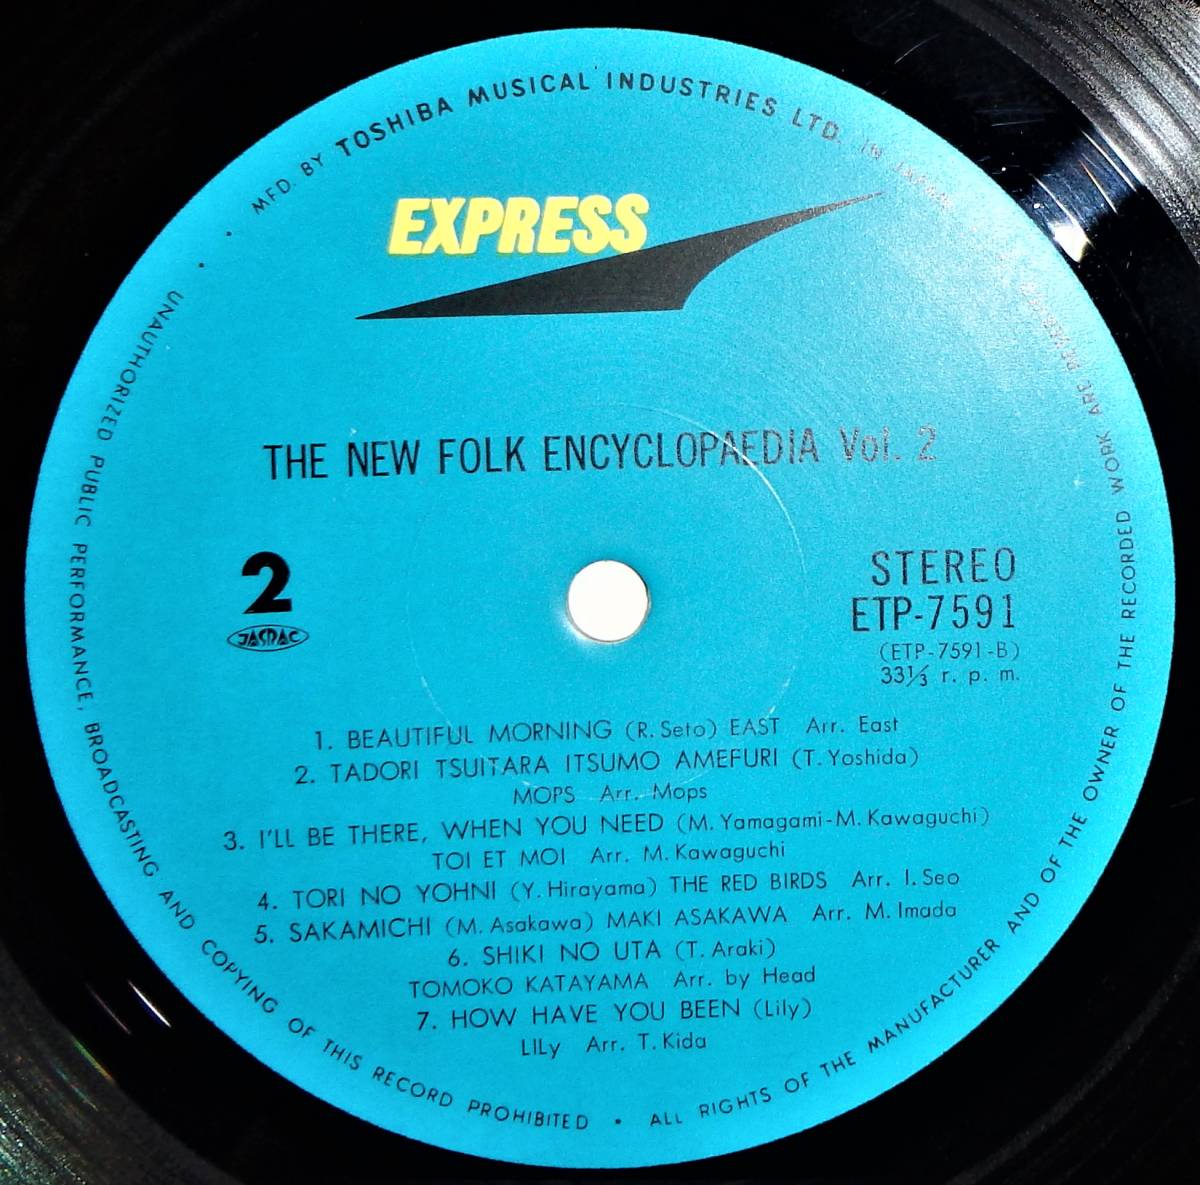 MFD. BY TOSHIBA MUSICAL INDUSTRIES LTD. IN JAPAN
EXPRESS
THE NEW FOLK ENCYCLOPAEDIA Vol. 2
2
JASRAC
STEREO
ETP-7591
(ETP-7591-B)
33⅓ r. p. m.
1. BEAUTIFUL MORNING (R. Seto) EAST Arr. East
2. TADORI TSUITARA ITSUMO AMEFURI (T. Yoshida)
MOPS Arr. Mops
3. I'LL BE THERE, WHEN YOU NEED (M. Yamagami-M. Kawaguchi)
TOI ET MOI Arr. M. Kawaguchi
4. TORI NO YOHNI (Y. Hirayama) THE RED BIRDS Arr. I. Seo
5. SAKAMICHI (M. Asakawa) MAKI ASAKAWA Arr. M. Imada
6. SHIKI NO UTA (T. Araki)
TOMOKO KATAYAMA Arr. by Head
7. HOW HAVE YOU BEEN (Lily)
LILy Arr. T. Kida
UNAUTHORIZED PUBLIC PERFORMANCE, BROADCASTING AND COPYING OF THIS RECORD PROHIBITED • ALL RIGHTS OF THE MANUFACTURER AND OF THE OWNER OF THE RECORDED WORK ARE RESERVED